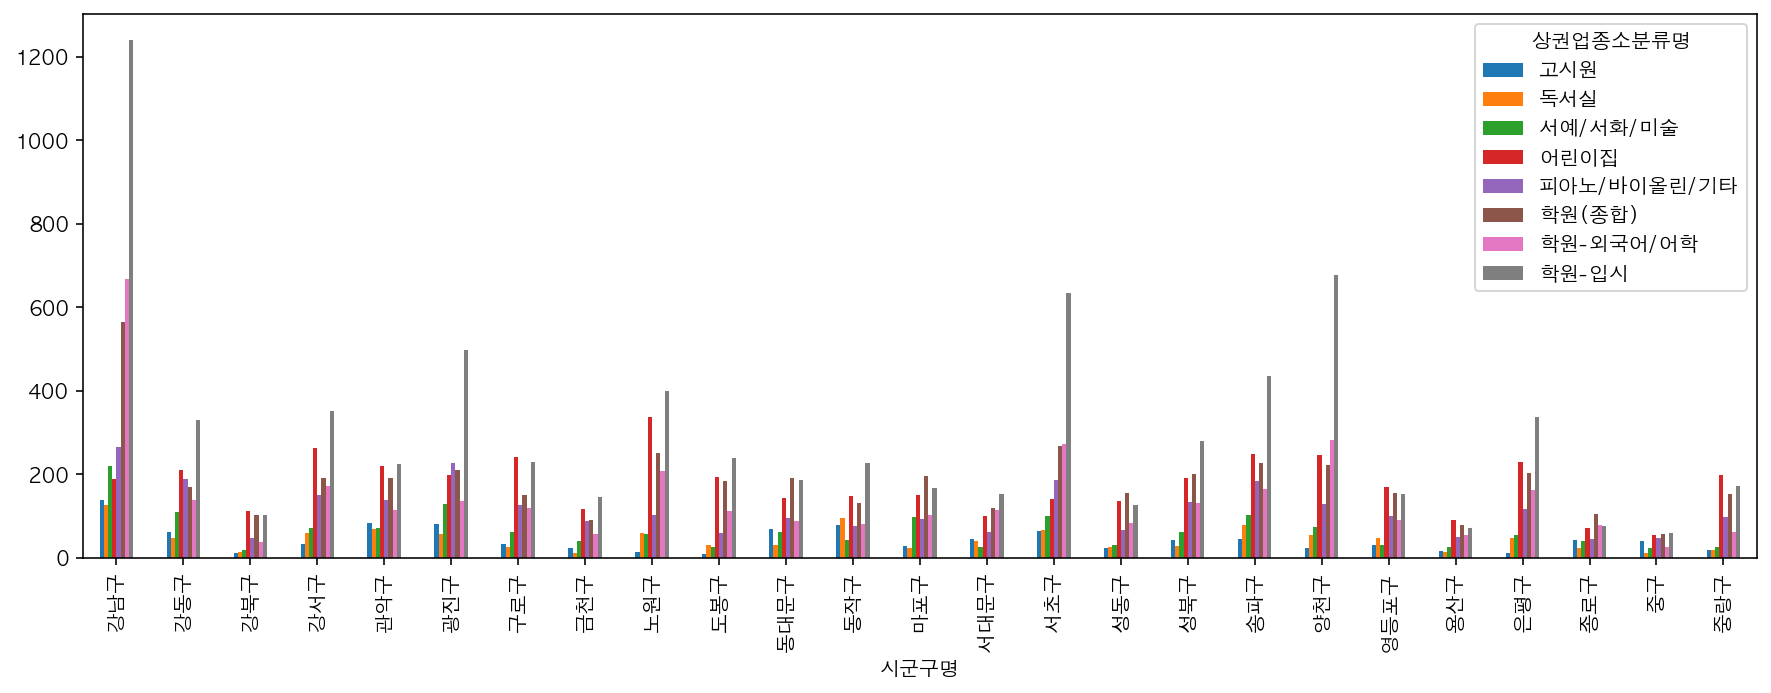 1200
1000
800
600
400
200
0
상권업종소분류명
고시원
독서실
서예/서화/미술
어린이집
피아노/바이올린/기타
학원(종합)
학원-외국어/어학
학원-입시
강남구
강동구
강북구
강서구
관악구
광진구
구로구
금천구
노원구
도봉구
동대문구
동작구
마포구
서대문구
서초구
성동구
성북구
송파구
양천구
영등포구
용산구
은평구
종로구
중구
중랑구
시군구명